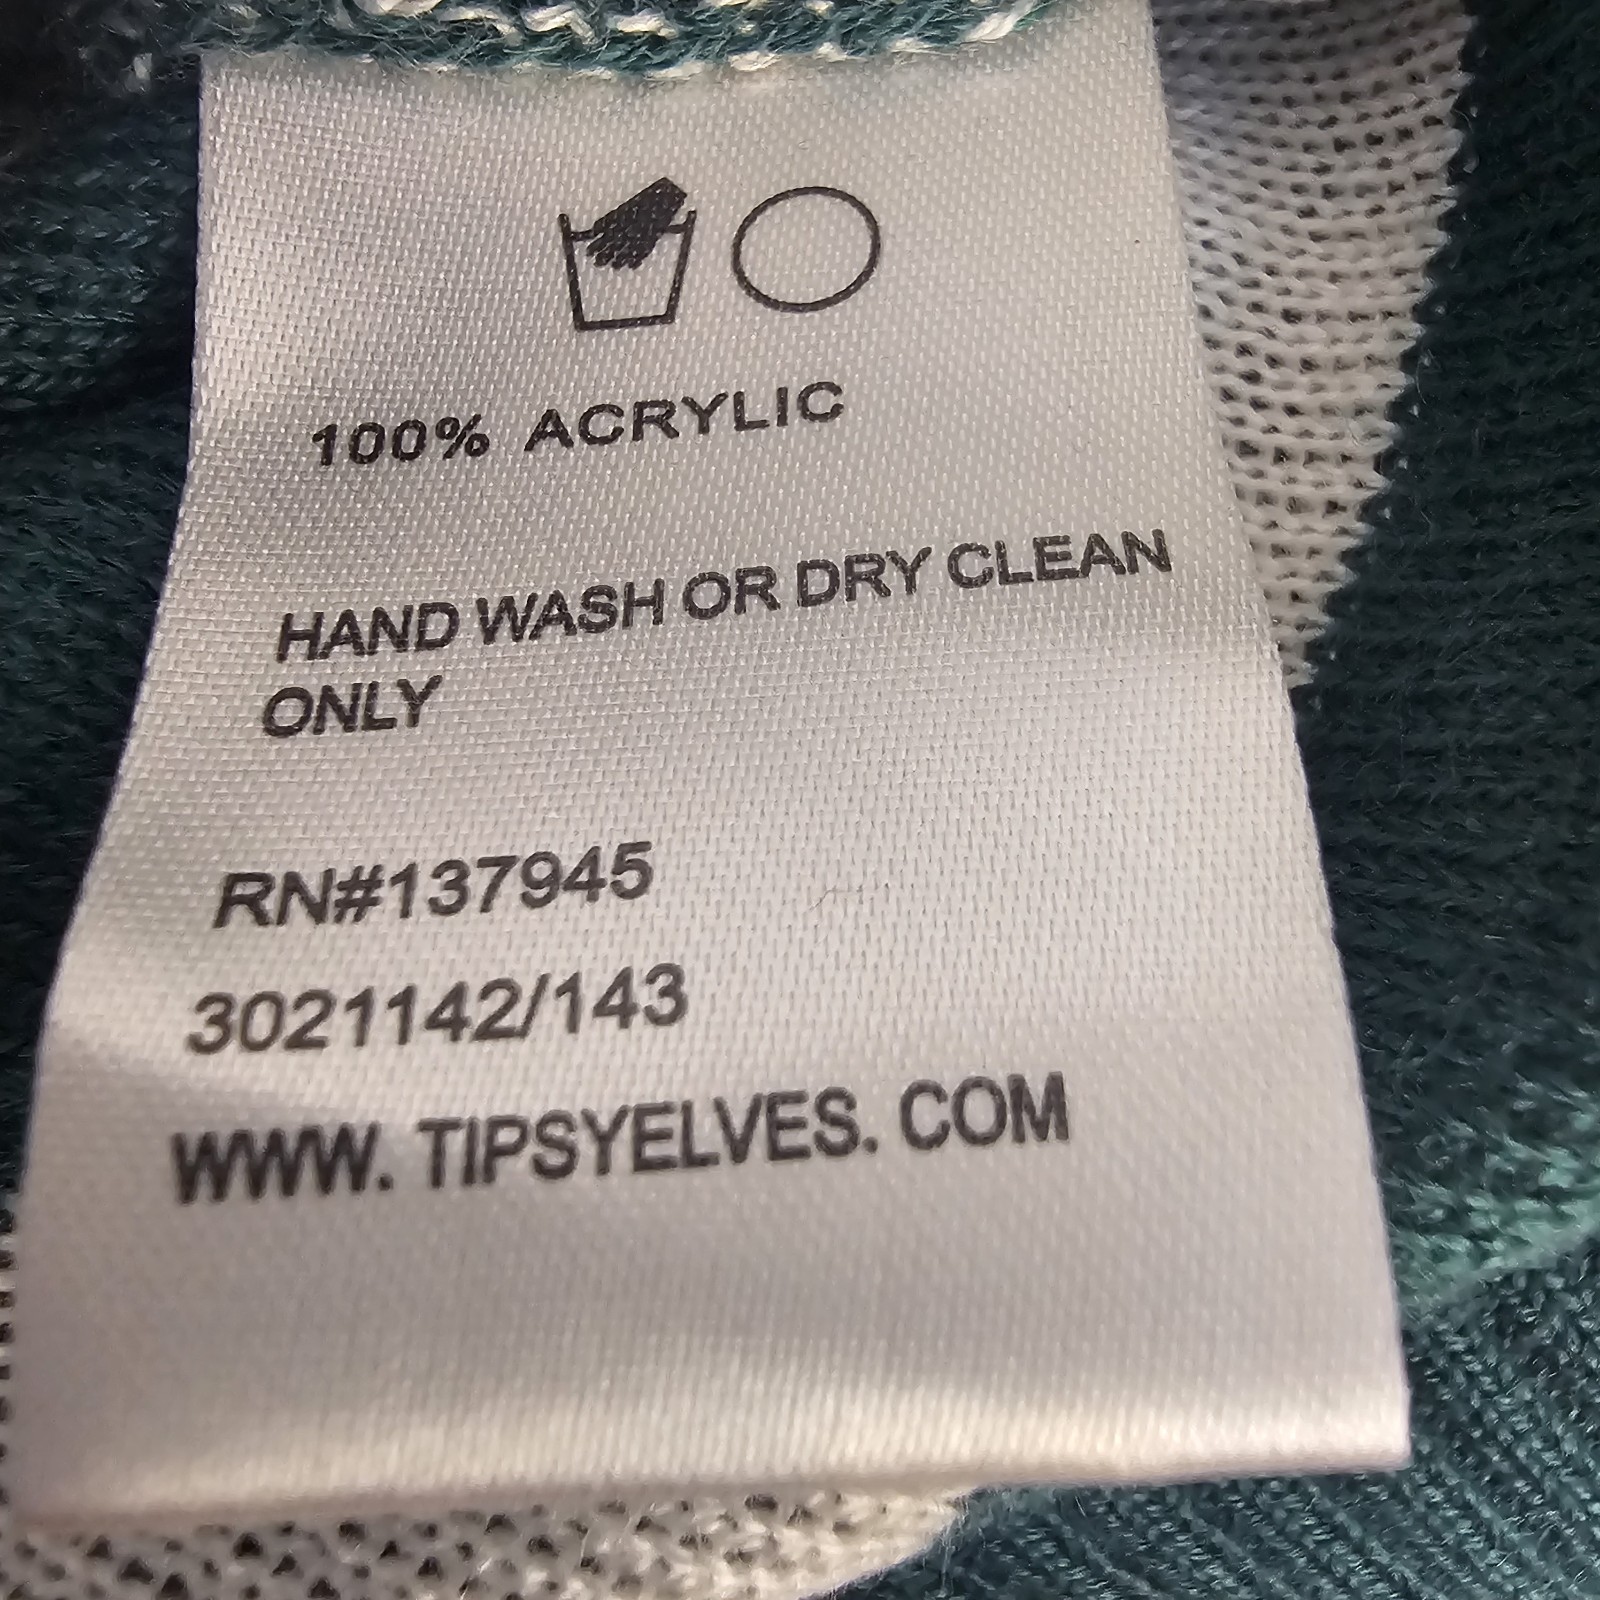 100% ACRYLIC
HAND WASH OR DRY CLEAN
ONLY
RN#137945
3021142/143
WWW. TIPSYELVES. COM